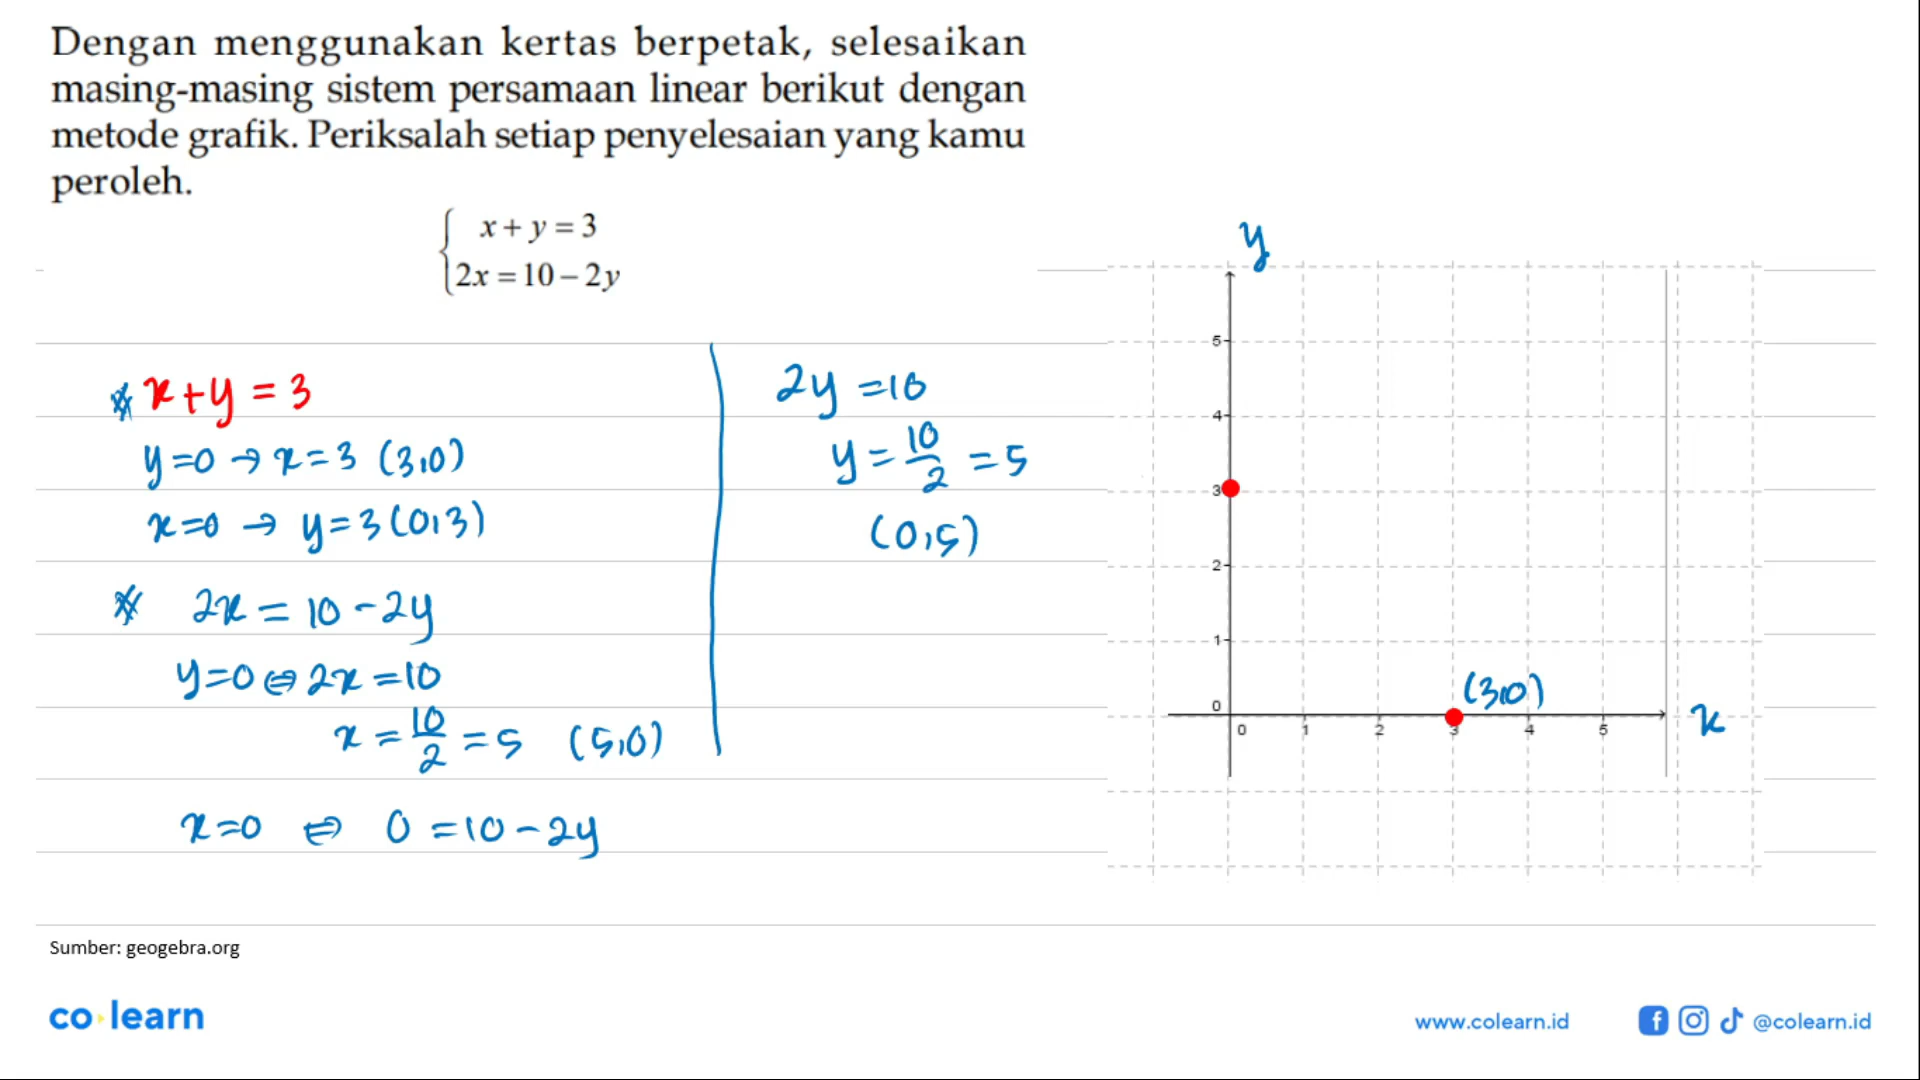 Dengan menggunakan kertas berpetak, selesaikan
masing-masing sistem persamaan linear berikut dengan
metode grafik. Periksalah setiap penyelesaian yang kamu
peroleh.
x + y = 3
2x = 10 – 2y
* x+y = 3
y=0 → x=3 (3,0)
x=0 → y=3 (0,3)
* 2x = 10 - 2y
y=0 ⇔ 2x = 10
x = 10/2 = 5 (5,0)
x=0 ⇔ 0 = 10 - 2y
2y = 10
y = 10/2 = 5
(0,5)
y
5
4
3
2
1
0
(3,0)
0 1 2 3 4 5
x
Sumber: geogebra.org
co learn
www.colearn.id
@colearn.id